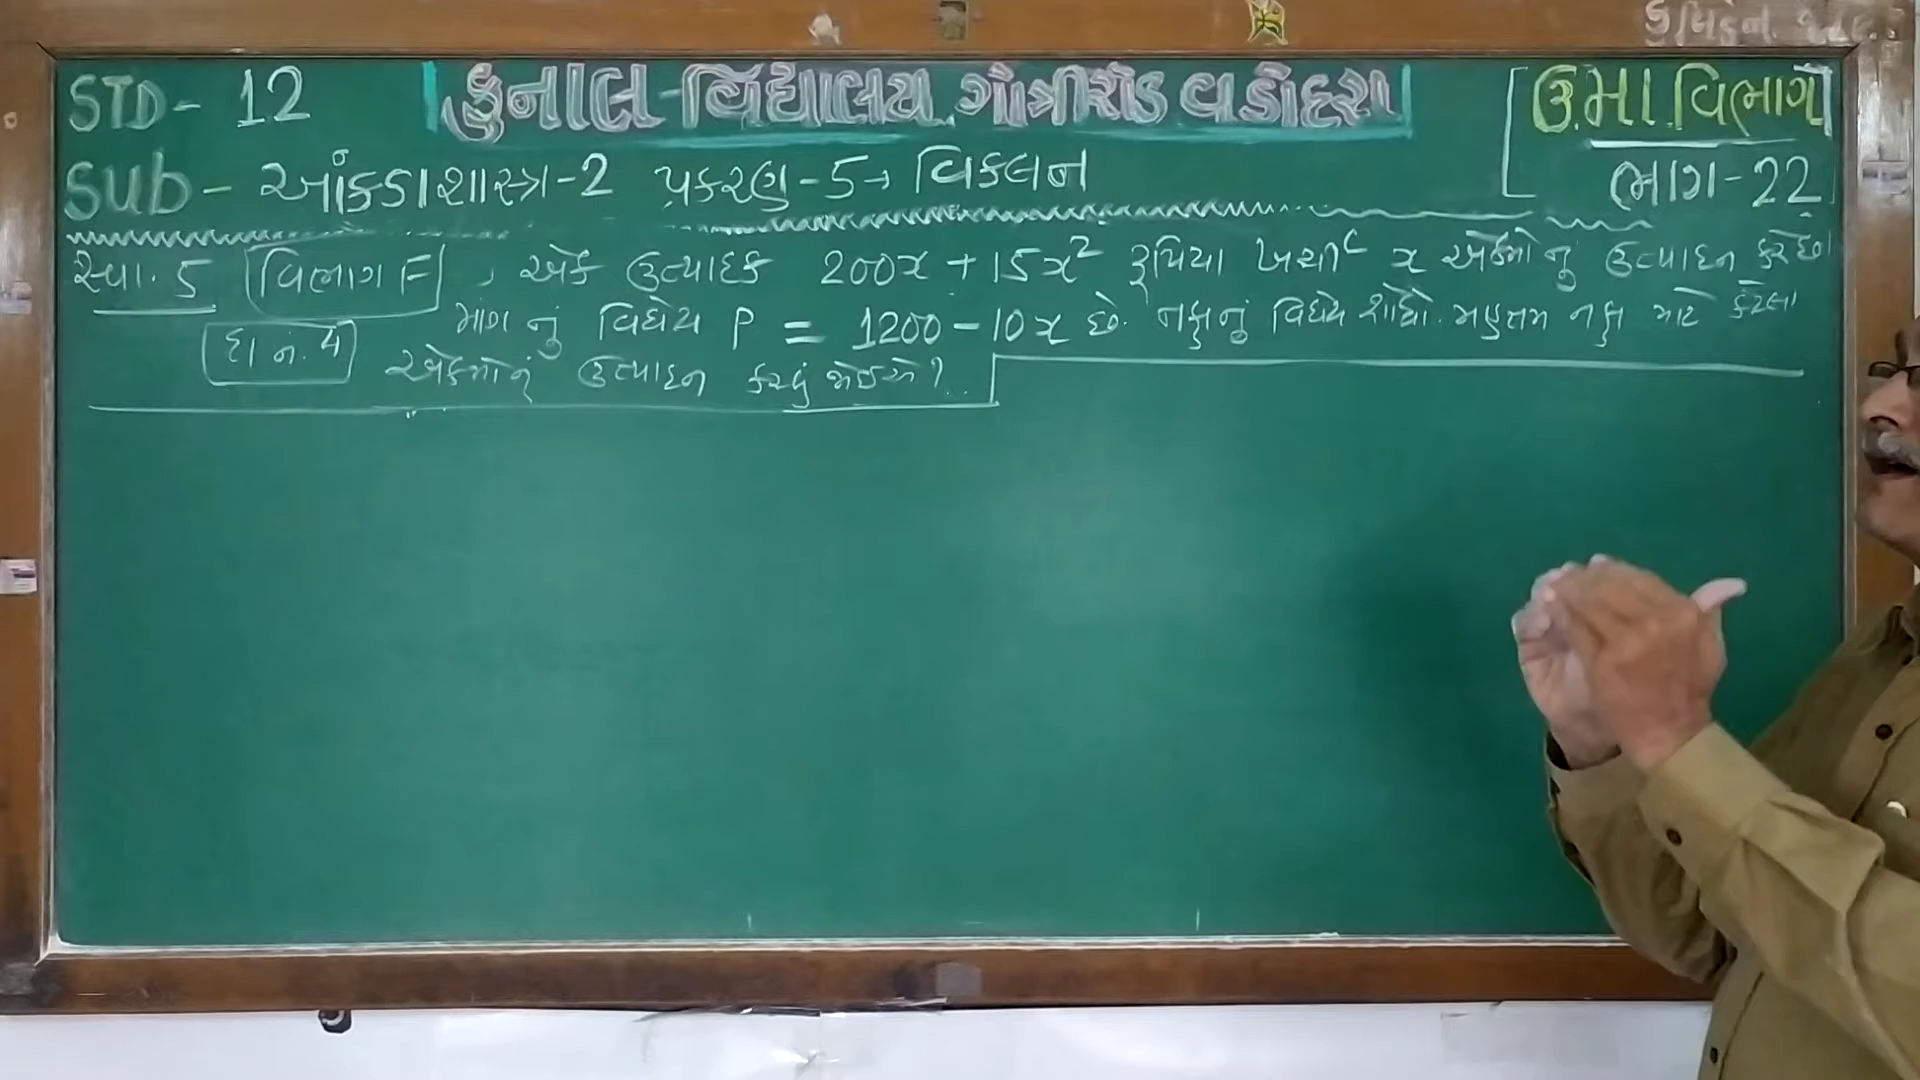 STD - 12
કુનાલ વિદ્યાલય ગોત્રીરોડ વડોદરા
ઉ.મા. વિભાગ
SUB - આંકડાશાસ્ત્ર-2 પ્રકરણ-5→ વિકલન
ભાગ-22
સ્વા. 5 વિભાગ F , એક ઉત્પાદક 200x + 15x² રૂપિયા ખર્ચી x એકમોનું ઉત્પાદન કરે છે.
માંગ નું વિધેય P = 1200 - 10x છે. નફાનું વિધેય શોધો. મહત્તમ નફા માટે કેટલા
દા નં. 4 એકમોનું ઉત્પાદન કરવું જોઈએ ?